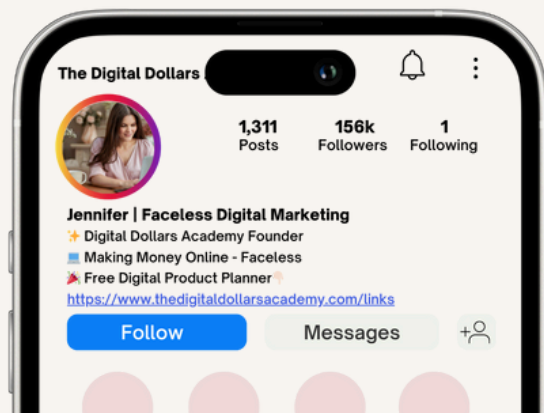 The Digital Dollars
1,311
Posts
156k
Followers
1
Following
Jennifer | Faceless Digital Marketing
✨ Digital Dollars Academy Founder
💻 Making Money Online - Faceless
🎉 Free Digital Product Planner👇🏻
https://www.thedigitaldollarsacademy.com/links
Follow
Messages